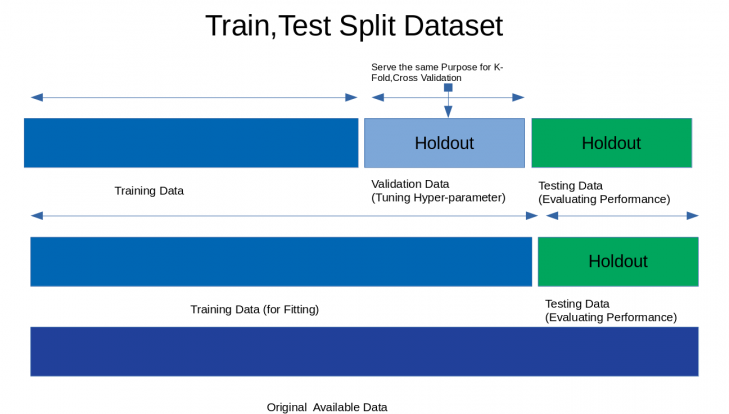 Train,Test Split Dataset
Serve the same Purpose for K-
Fold,Cross Validation
Holdout
Holdout
Training Data
Validation Data
(Tuning Hyper-parameter)
Testing Data
(Evaluating Performance)
Holdout
Training Data (for Fitting)
Testing Data
(Evaluating Performance)
Original  Available Data